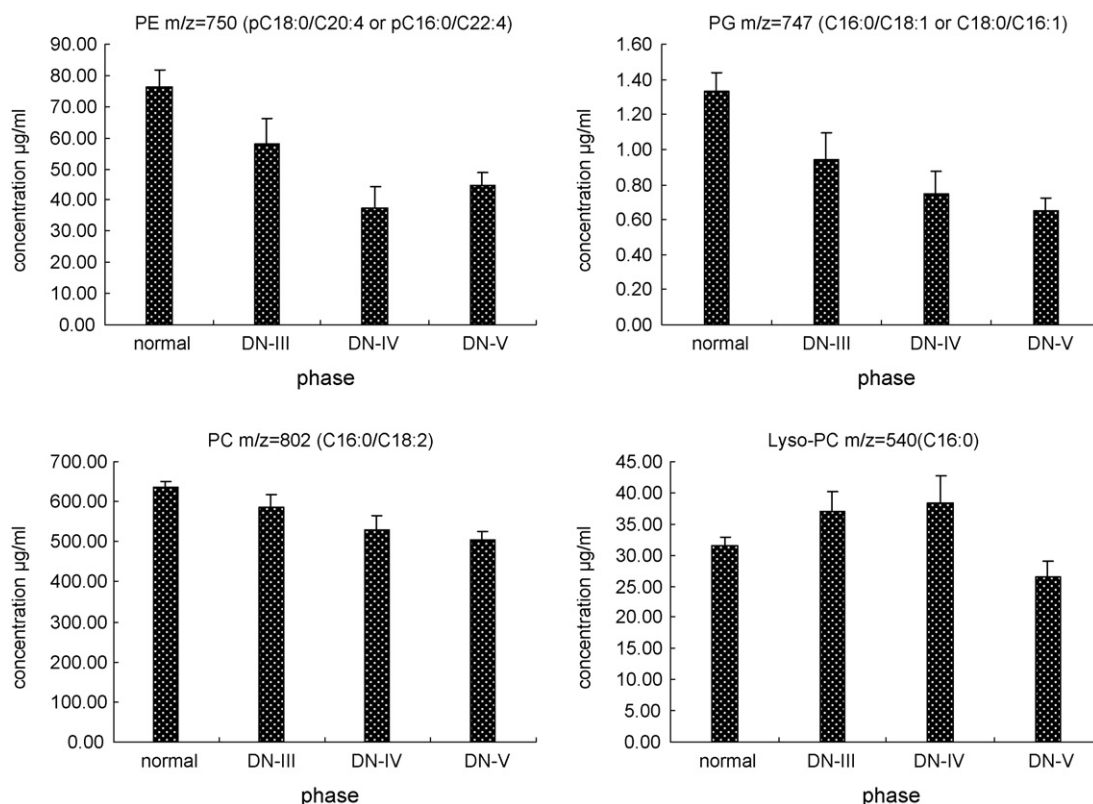 PE m/z=750 (pC18:0/C20:4 or pC16:0/C22:4)
90.00
80.00
70.00
60.00
50.00
40.00
30.00
20.00
10.00
0.00
concentration µg/ml
normal DN-III DN-IV DN-V
phase
PG m/z=747 (C16:0/C18:1 or C18:0/C16:1)
1.60
1.40
1.20
1.00
0.80
0.60
0.40
0.20
0.00
concentration µg/ml
normal DN-III DN-IV DN-V
phase
PC m/z=802 (C16:0/C18:2)
700.00
600.00
500.00
400.00
300.00
200.00
100.00
0.00
concentration µg/ml
normal DN-III DN-IV DN-V
phase
Lyso-PC m/z=540(C16:0)
45.00
40.00
35.00
30.00
25.00
20.00
15.00
10.00
5.00
0.00
concentration µg/ml
normal DN-III DN-IV DN-V
phase